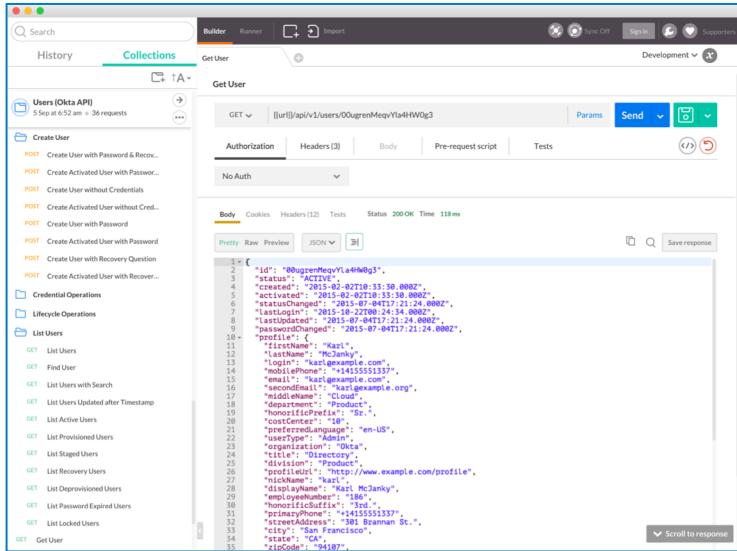 Search
Builder
Runner
Import
Sync Off
Sign in
Supporters
History
Collections
Get User
Development
x
↑A
Users (Okta API)
5 Sep at 6:52 am
36 requests
Create User
POST Create User with Password & Recov...
POST Create Activated User with Passwor...
POST Create User without Credentials
POST Create Activated User without Cred...
POST Create User with Password
POST Create Activated User with Password
POST Create User with Recovery Question
POST Create Activated User with Recover...
Credential Operations
Lifecycle Operations
List Users
GET List Users
GET Find User
GET List Users with Search
GET List Users Updated after Timestamp
GET List Active Users
GET List Provisioned Users
GET List Staged Users
GET List Recovery Users
GET List Deprovisioned Users
GET List Password Expired Users
GET List Locked Users
GET Get User
Get User
GET {{url}}/api/v1/users/00ugrenMeqvYla4HW0g3 Params Send
Authorization Headers (3) Body Pre-request script Tests
No Auth
Body Cookies Headers (12) Tests Status 200 OK Time 118 ms
Pretty Raw Preview JSON Save response
1 {
2 "id": "00ugrenMeqvYla4HW0g3",
3 "status": "ACTIVE",
4 "created": "2015-02-02T10:33:30.000Z",
5 "activated": "2015-02-02T10:33:30.000Z",
6 "statusChanged": "2015-07-04T17:21:24.000Z",
7 "lastLogin": "2015-10-22T00:24:34.000Z",
8 "lastUpdated": "2015-07-04T17:21:24.000Z",
9 "passwordChanged": "2015-07-04T17:21:24.000Z",
10 "profile": {
11 "firstName": "Karl",
12 "lastName": "McJanky",
13 "login": "karl@example.com",
14 "mobilePhone": "+14155551337",
15 "email": "karl@example.com",
16 "secondEmail": "karl@example.org",
17 "middleName": "Cloud",
18 "department": "Product",
19 "honorificPrefix": "Sr.",
20 "costCenter": "10",
21 "preferredLanguage": "en-US",
22 "userType": "Admin",
23 "organization": "Okta",
24 "title": "Directory",
25 "division": "Product",
26 "profileUrl": "http://www.example.com/profile",
27 "nickName": "karl",
28 "displayName": "Karl McJanky",
29 "employeeNumber": "186",
30 "honorificSuffix": "3rd.",
31 "primaryPhone": "+14155551337",
32 "streetAddress": "301 Brannan St.",
33 "city": "San Francisco",
34 "state": "CA",
35 "zipCode": "94107",
Scroll to response